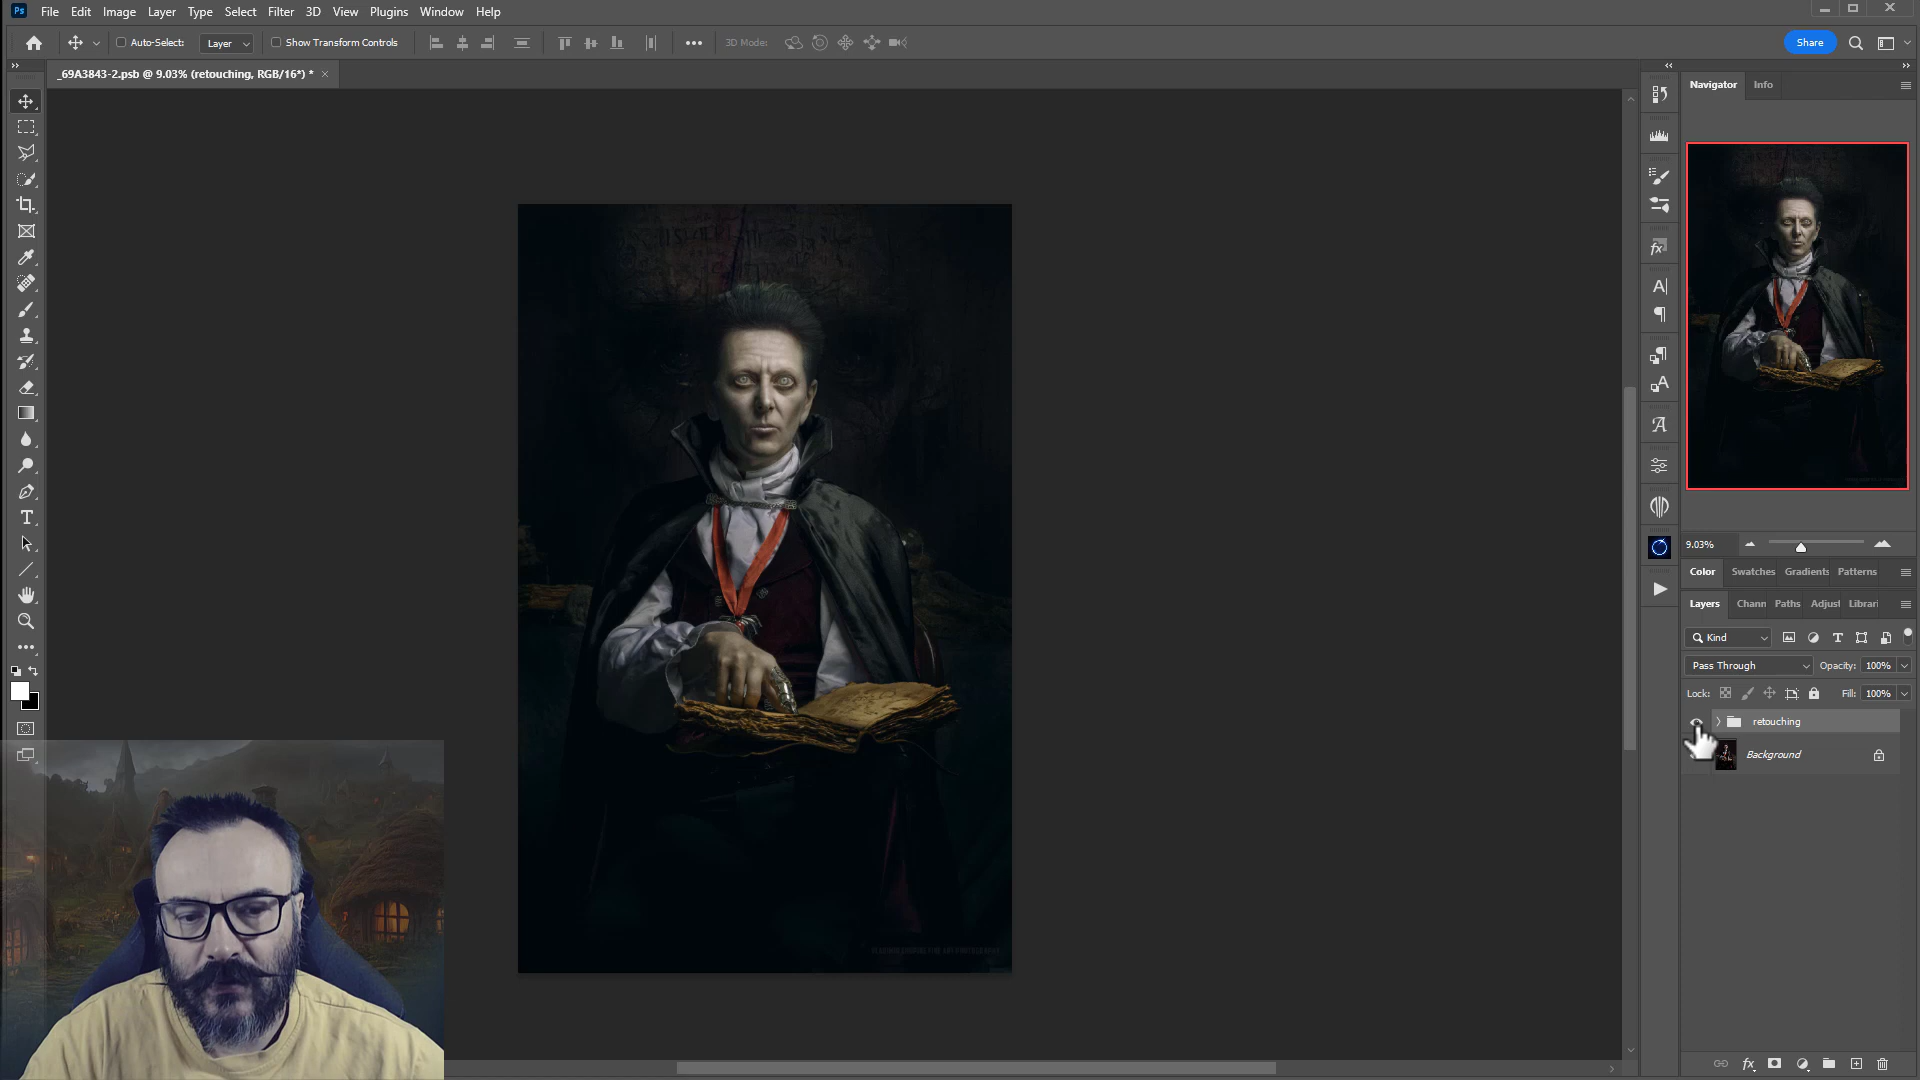 Ps File Edit Image Layer Type Select Filter 3D View Plugins Window Help
Auto-Select: Layer Show Transform Controls 3D Mode: Share
_69A3843-2.psb @ 9.03% (retouching, RGB/16*) *
Navigator Info
9.03%
Color Swatches Gradients Patterns
Layers Chann Paths Adjust Librari
Kind
Pass Through Opacity: 100%
Lock: Fill: 100%
retouching
Background